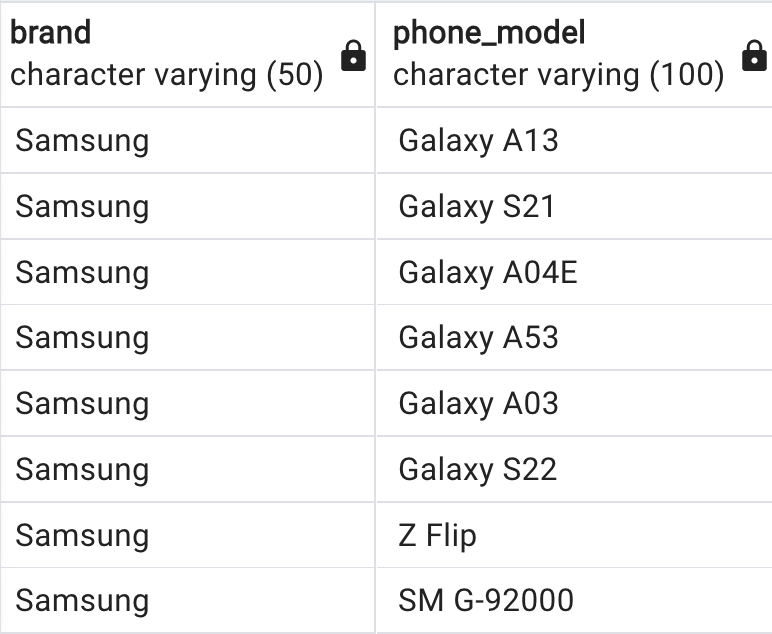 brand phone_model
character varying (50) character varying (100)
Samsung Galaxy A13
Samsung Galaxy S21
Samsung Galaxy A04E
Samsung Galaxy A53
Samsung Galaxy A03
Samsung Galaxy S22
Samsung Z Flip
Samsung SM G-92000